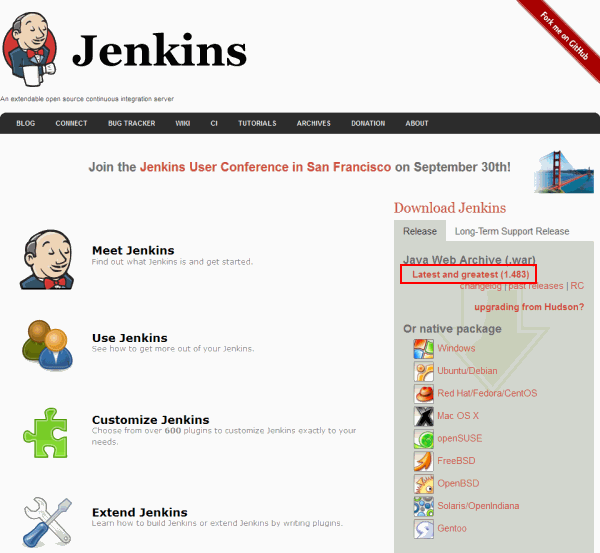 Jenkins
Fork me on GitHub
An extendable open source continuous integration server
BLOG CONNECT BUG TRACKER WIKI CI TUTORIALS ARCHIVES DONATION ABOUT
Join the Jenkins User Conference in San Francisco on September 30th!
Meet Jenkins
Find out what Jenkins is and get started.
Use Jenkins
See how to get more out of your Jenkins.
Customize Jenkins
Choose from over 600 plugins to customize Jenkins exactly to your
needs.
Extend Jenkins
Learn how to build Jenkins or extend Jenkins by writing plugins.
Download Jenkins
Release Long-Term Support Release
Java Web Archive (.war)
Latest and greatest (1.483)
changelog | past releases | RC
upgrading from Hudson?
Or native package
Windows
Ubuntu/Debian
Red Hat/Fedora/CentOS
Mac OS X
openSUSE
FreeBSD
OpenBSD
Solaris/OpenIndiana
Gentoo